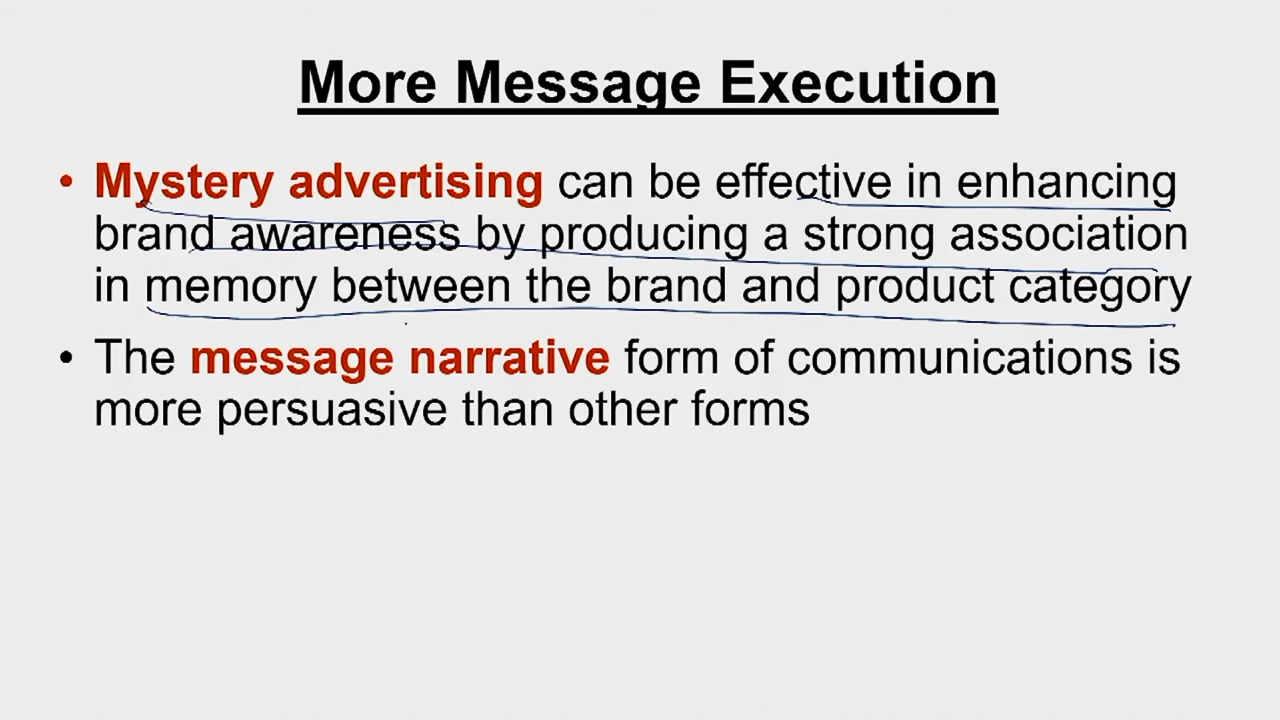 More Message Execution
• Mystery advertising can be effective in enhancing
brand awareness by producing a strong association
in memory between the brand and product category
• The message narrative form of communications is
more persuasive than other forms